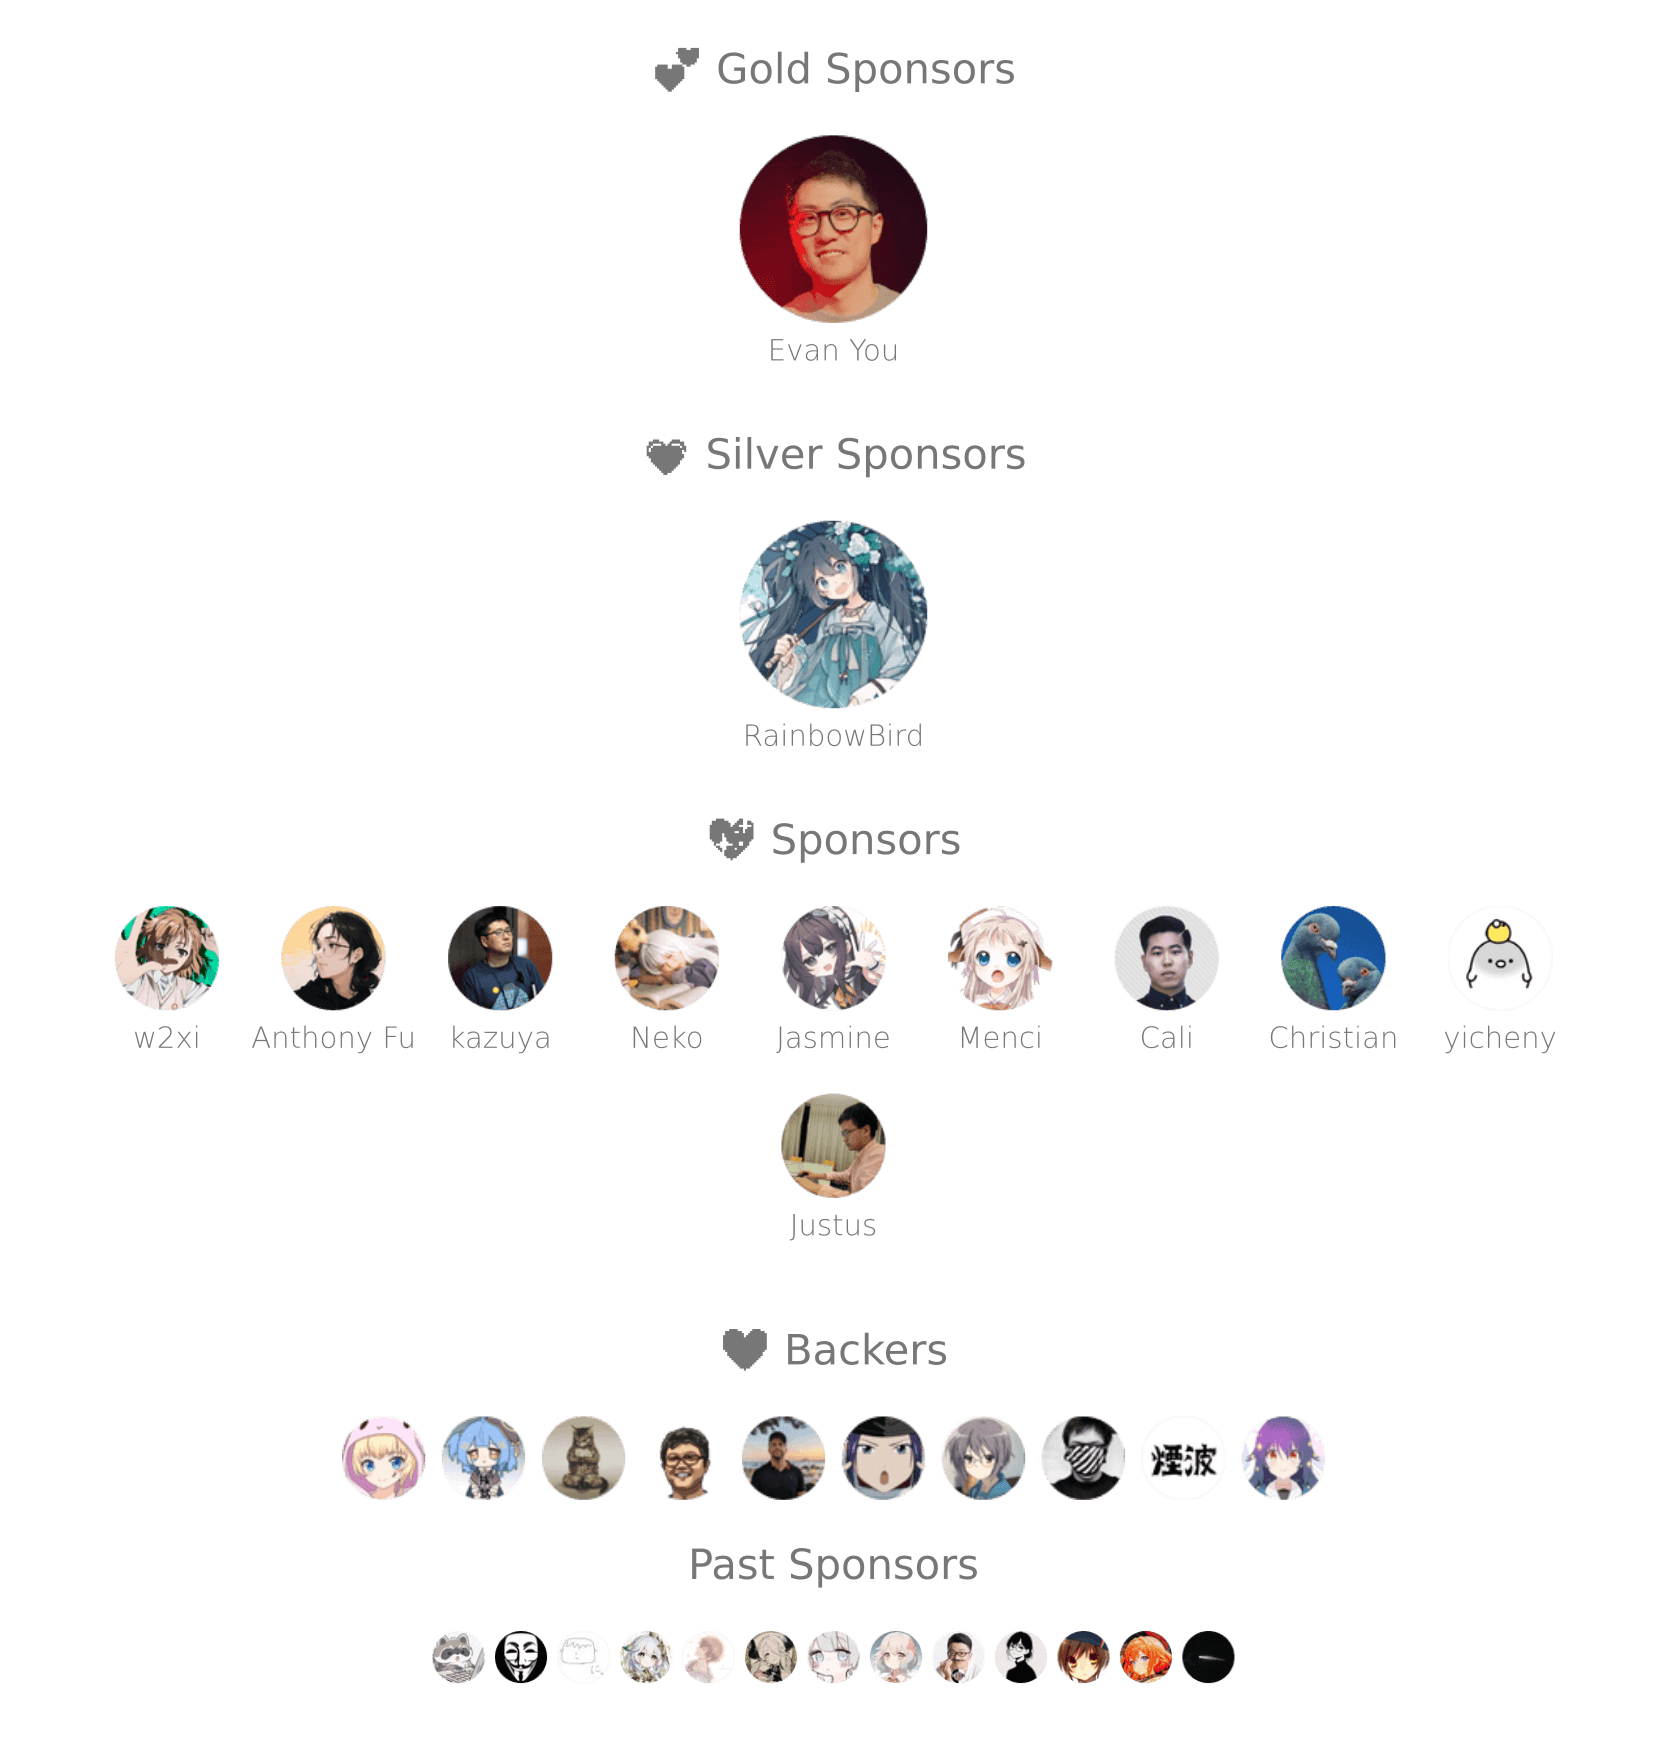 Gold Sponsors
Evan You
Silver Sponsors
RainbowBird
Sponsors
w2xi Anthony Fu kazuya Neko Jasmine Menci Cali Christian yicheny
Justus
Backers
煙波
Past Sponsors